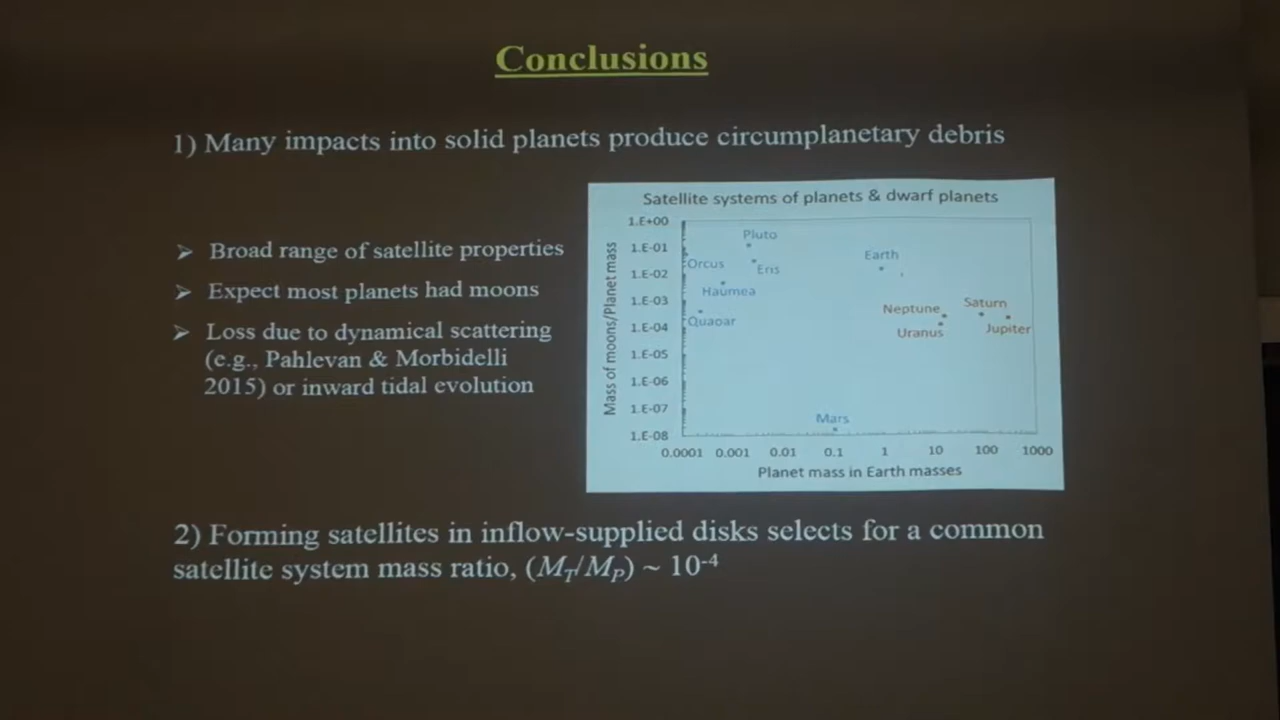 Conclusions
1) Many impacts into solid planets produce circumplanetary debris
➢ Broad range of satellite properties
➢ Expect most planets had moons
➢ Loss due to dynamical scattering
(e.g., Pahlevan & Morbidelli
2015) or inward tidal evolution
Satellite systems of planets & dwarf planets
Mass of moons/Planet mass
1.E+00
1.E-01
1.E-02
1.E-03
1.E-04
1.E-05
1.E-06
1.E-07
1.E-08
Pluto
Orcus
Eris
Earth
Haumea
Quaoar
Neptune
Saturn
Uranus
Jupiter
Mars
0.0001 0.001 0.01 0.1 1 10 100 1000
Planet mass in Earth masses
2) Forming satellites in inflow-supplied disks selects for a common
satellite system mass ratio, (M_T/M_P) ~ 10⁻⁴